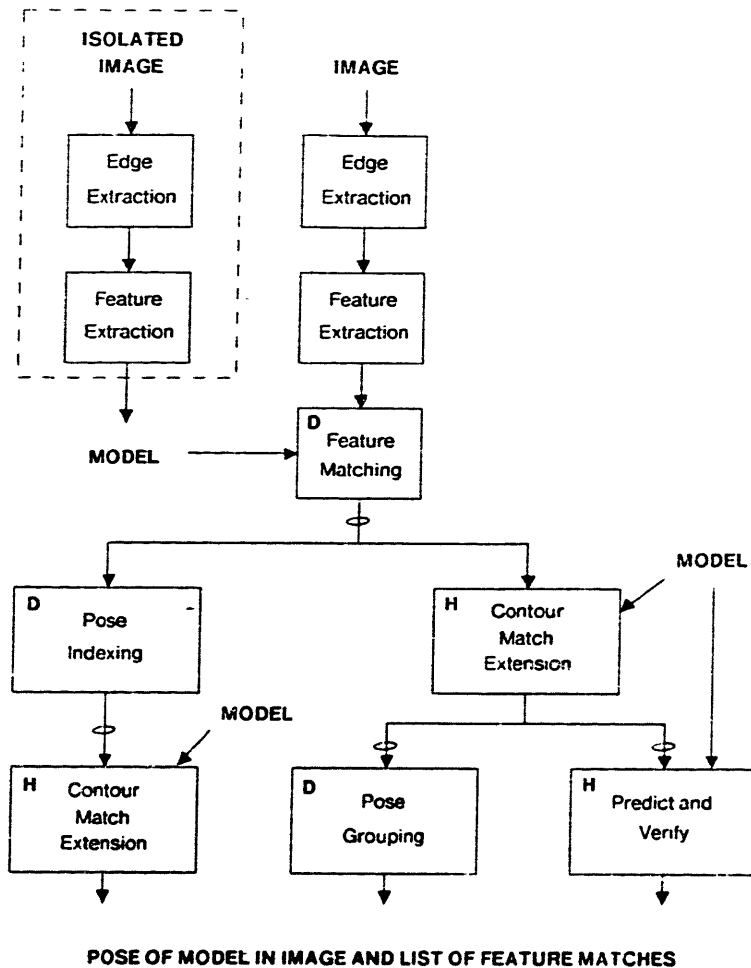 ISOLATED
IMAGE
IMAGE
Edge
Extraction
Edge
Extraction
Feature
Extraction
Feature
Extraction
MODEL
D
Feature
Matching
MODEL
D
Pose
Indexing
H
Contour
Match
Extension
MODEL
H
Contour
Match
Extension
D
Pose
Grouping
H
Predict and
Verify
POSE OF MODEL IN IMAGE AND LIST OF FEATURE MATCHES